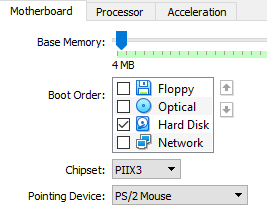 Motherboard Processor Acceleration
Base Memory:
4 MB
Boot Order:
Floppy
Optical
Hard Disk
Network
Chipset: PIIX3
Pointing Device: PS/2 Mouse